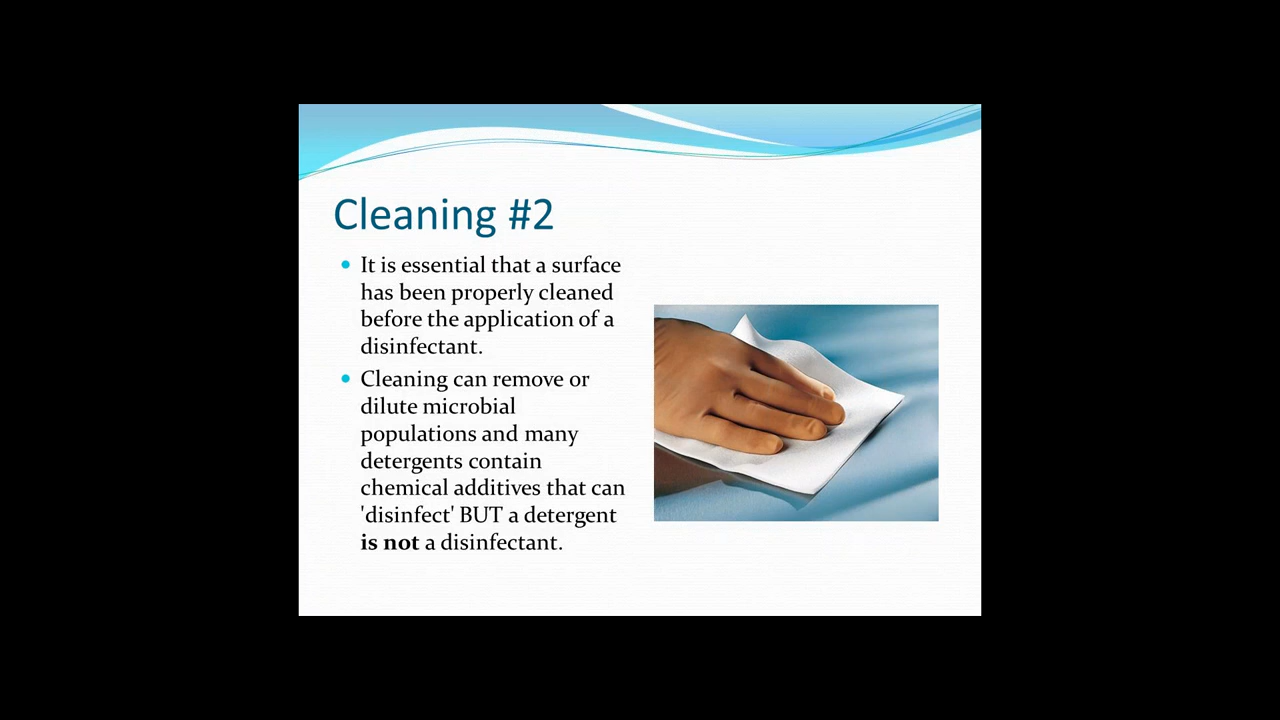 Cleaning #2
It is essential that a surface
has been properly cleaned
before the application of a
disinfectant.
Cleaning can remove or
dilute microbial
populations and many
detergents contain
chemical additives that can
'disinfect' BUT a detergent
is not a disinfectant.